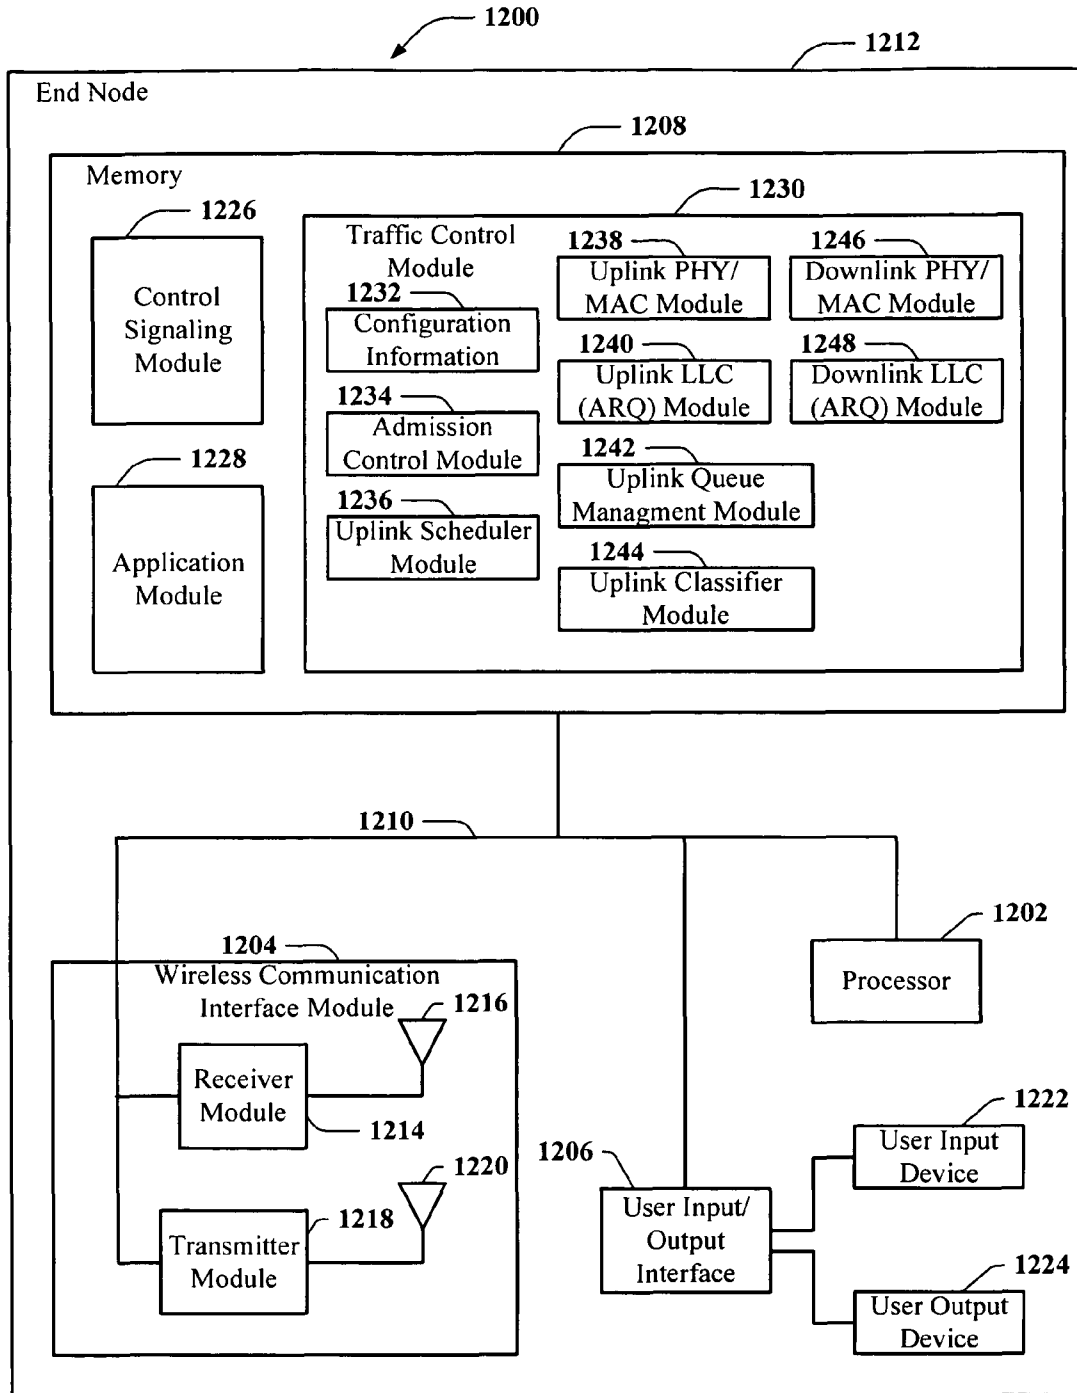 1200
1212
End Node
1208
Memory
1226
1230
Control
Signaling
Module
Traffic Control
Module
1232
Configuration
Information
1234
Admission
Control Module
1236
Uplink Scheduler
Module
1238
Uplink PHY/
MAC Module
1240
Uplink LLC
(ARQ) Module
1242
Uplink Queue
Managment Module
1244
Uplink Classifier
Module
1246
Downlink PHY/
MAC Module
1248
Downlink LLC
(ARQ) Module
1228
Application
Module
1210
1202
Processor
1204
Wireless Communication
Interface Module
1216
Receiver
Module
1214
1220
1218
Transmitter
Module
1206
User Input/
Output
Interface
1222
User Input
Device
1224
User Output
Device